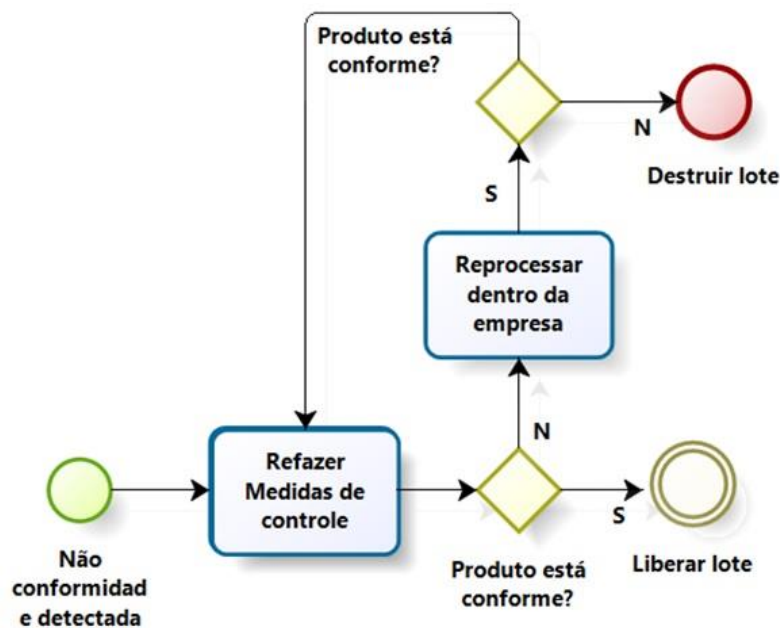 Produto está
conforme?
N
Destruir lote
S
Reprocessar
dentro da
empresa
N
Refazer
Medidas de
controle
S
Não
conformidad
e detectada
Produto está
conforme?
Liberar lote